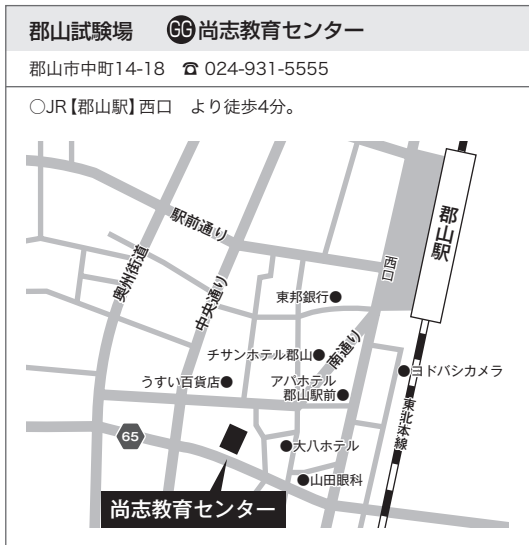 郡山試験場 GG尚志教育センター
郡山市中町14-18 ☎ 024-931-5555
○JR【郡山駅】西口 より徒歩4分。
郡山駅
駅前通り
奥州街道
中央通り
西口
東邦銀行●
南通り
チサンホテル郡山●
●ヨドバシカメラ
うすい百貨店●
アパホテル
郡山駅前●
東北本線
65
●大八ホテル
●山田眼科
尚志教育センター